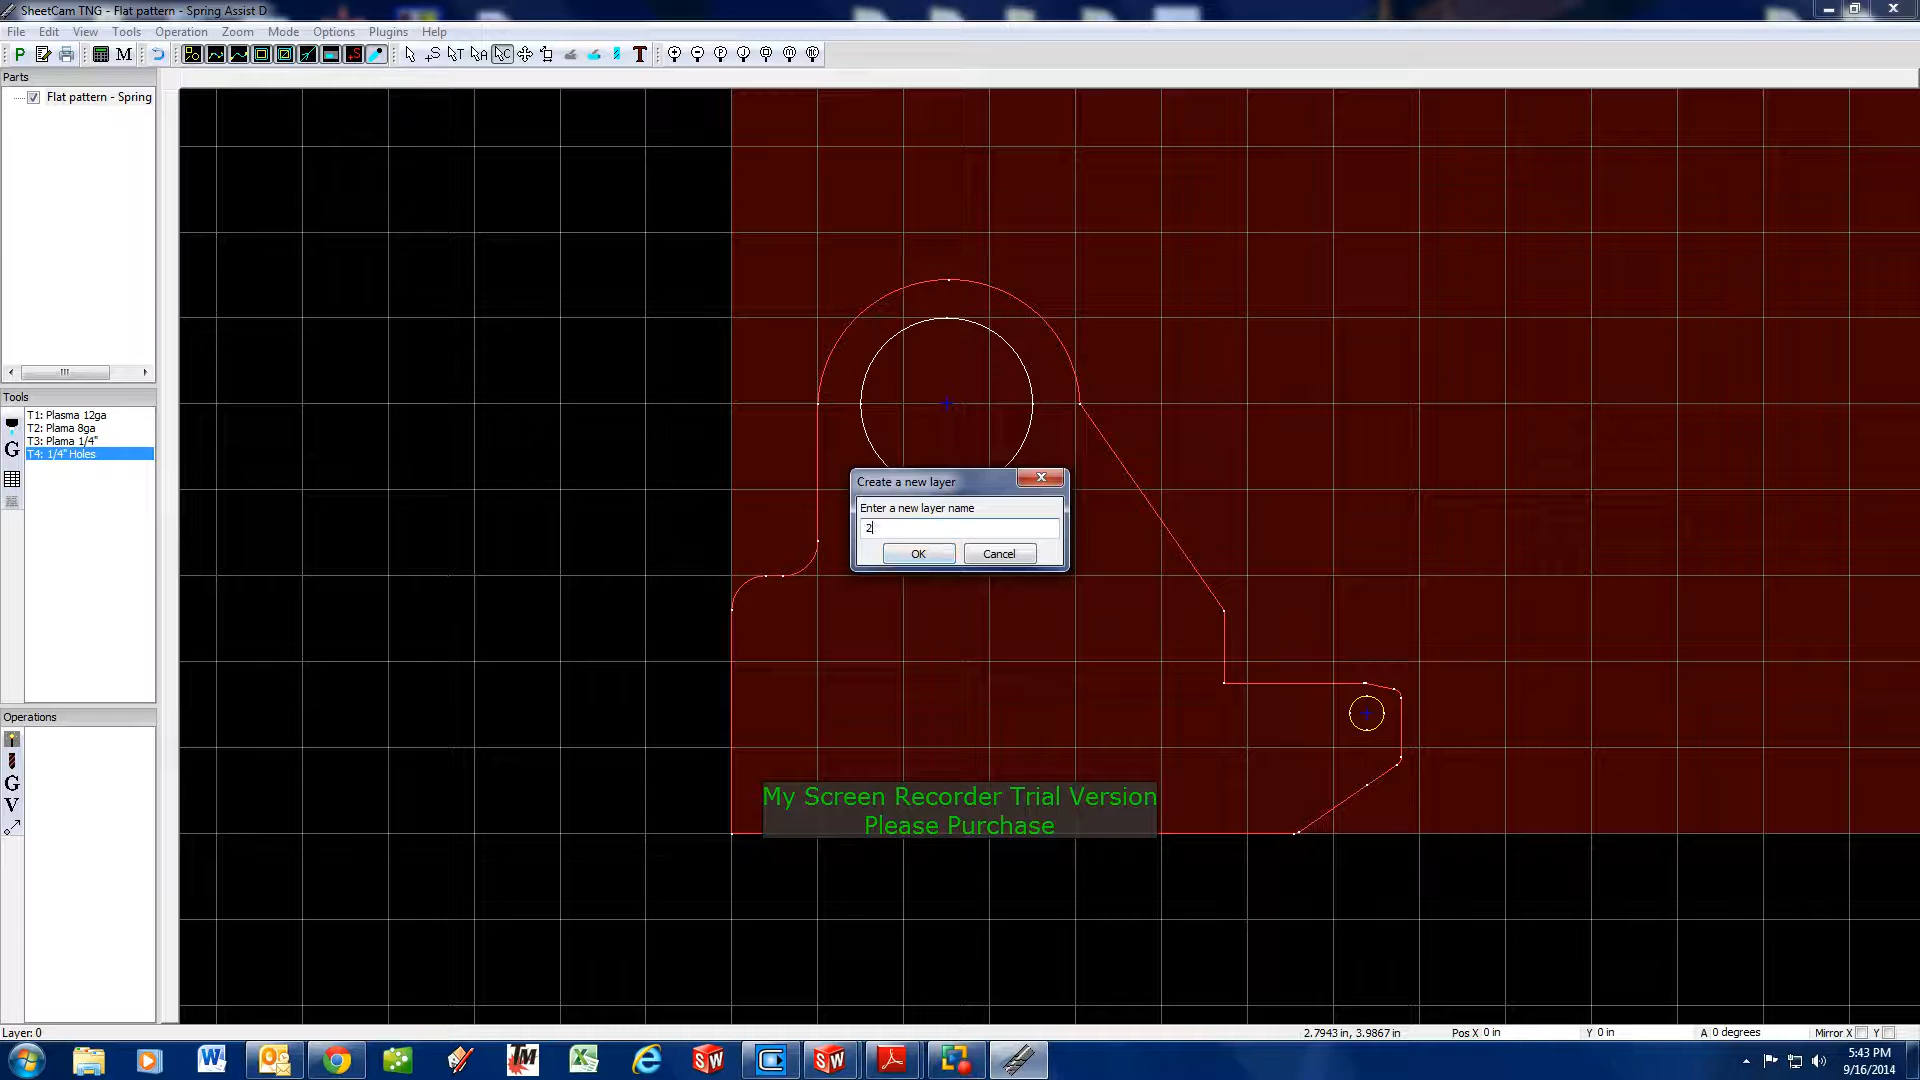 SheetCam TNG - Flat pattern - Spring Assist D
File Edit View Tools Operation Zoom Mode Options Plugins Help
P M S T A C T P J
Parts
Flat pattern - Spring
Tools
T1: Plasma 12ga
T2: Plama 8ga
T3: Plama 1/4"
T4: 1/4" Holes
G
Operations
G
V
Create a new layer
Enter a new layer name
2
OK Cancel
My Screen Recorder Trial Version
Please Purchase
Layer: 0 2.7943 in, 3.9867 in Pos X 0 in Y 0 in A 0 degrees Mirror X Y
5:43 PM
9/16/2014